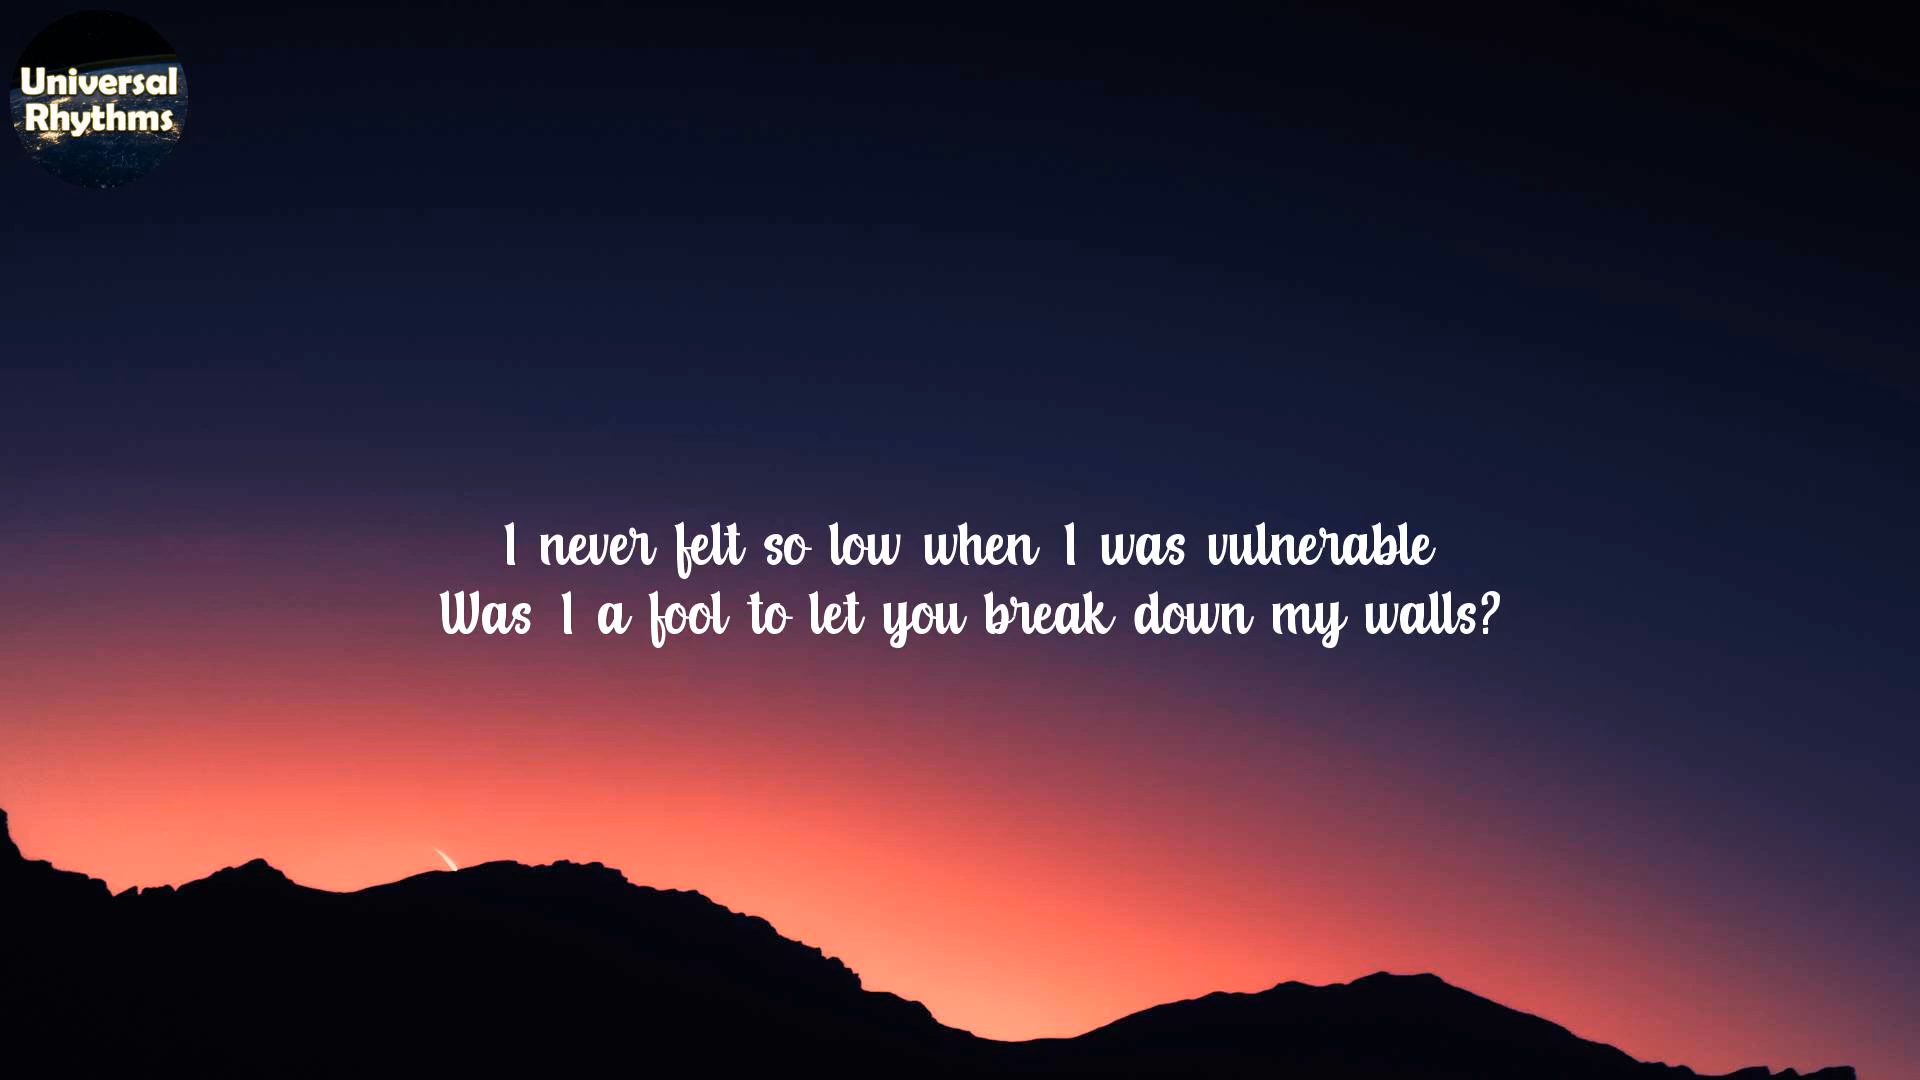 Universal
Rhythms
I never felt so low when I was vulnerable
Was I a fool to let you break down my walls?